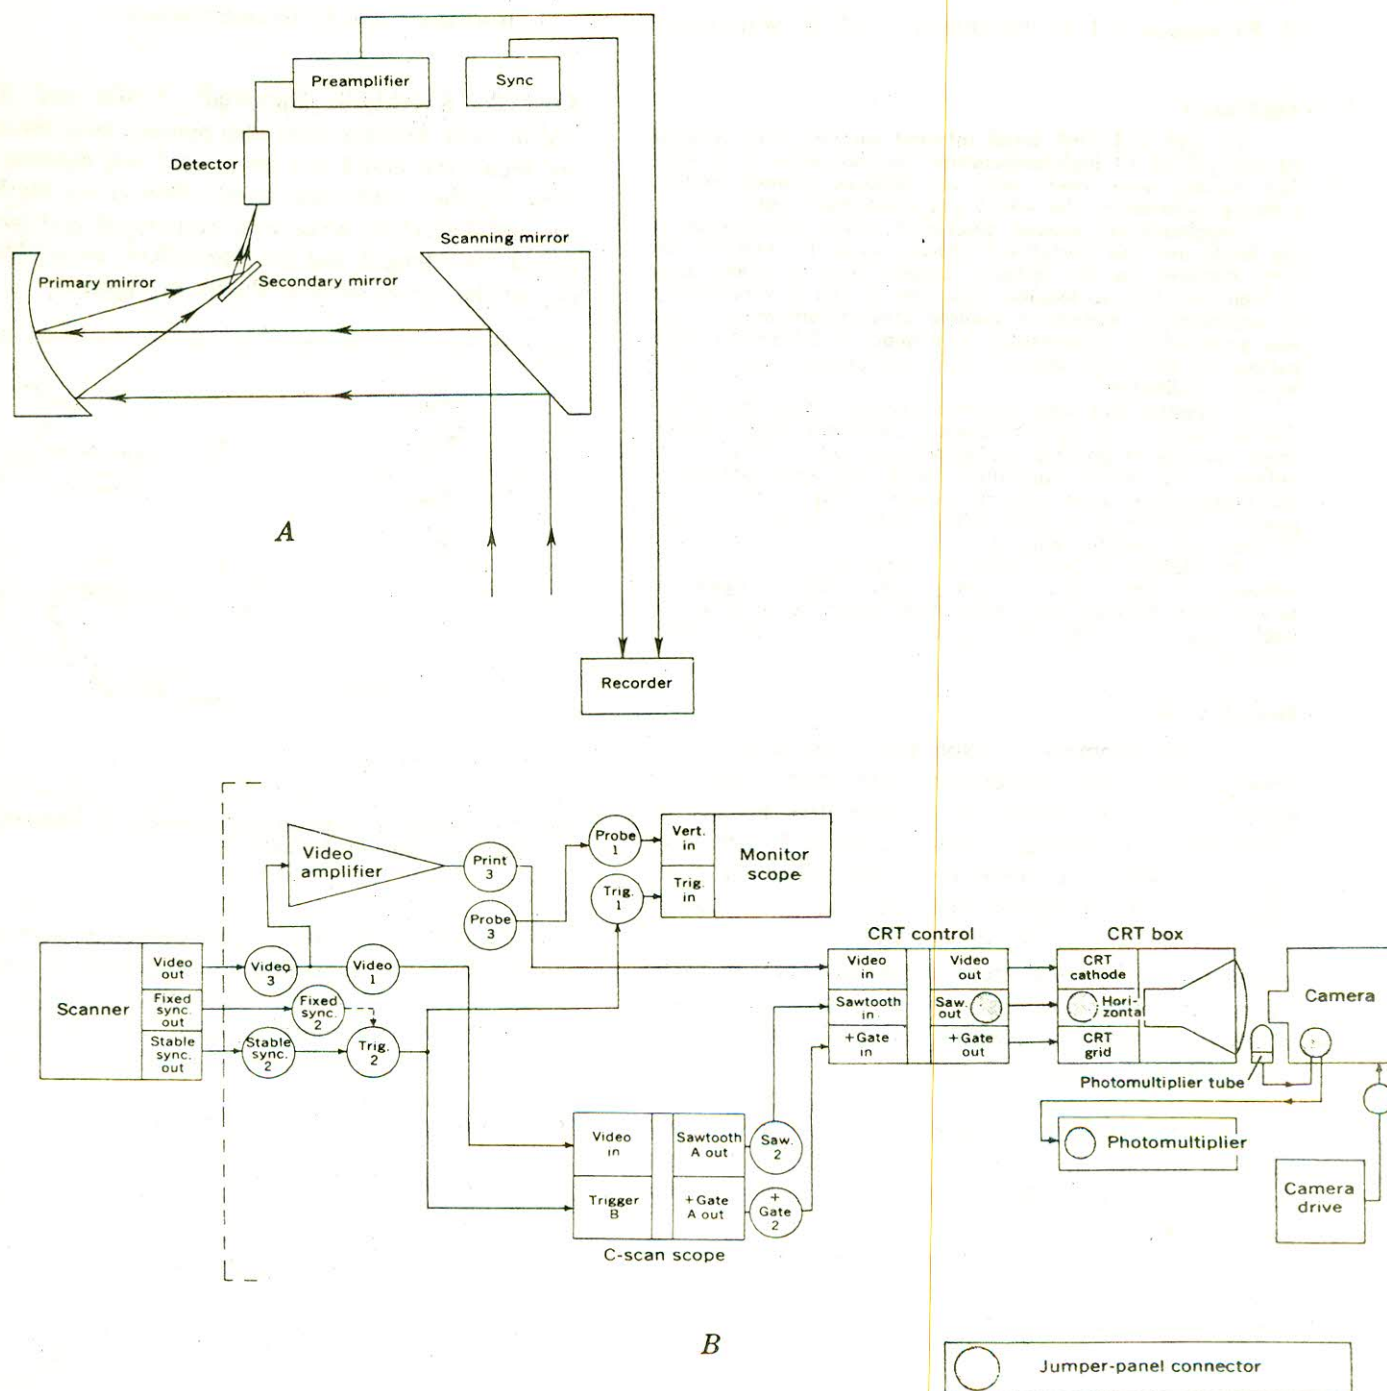 Preamplifier
Sync
Detector
Scanning mirror
Primary mirror
Secondary mirror
A
Recorder
Video
amplifier
Print
3
Probe
1
Vert.
in
Monitor
scope
Trig.
1
Trig.
in
Probe
3
Scanner
Video
out
Fixed
sync.
out
Stable
sync.
out
Video
3
Video
1
Fixed
sync.
2
Stable
sync.
2
Trig.
2
CRT control
Video
in
Sawtooth
in
+Gate
in
Video
out
Saw.
out
+Gate
out
CRT box
CRT
cathode
Hori-
zontal
CRT
grid
Camera
Photomultiplier tube
Photomultiplier
Camera
drive
Video
in
Trigger
B
Sawtooth
A out
+Gate
A out
Saw.
2
+
Gate
2
C-scan scope
B
Jumper-panel connector